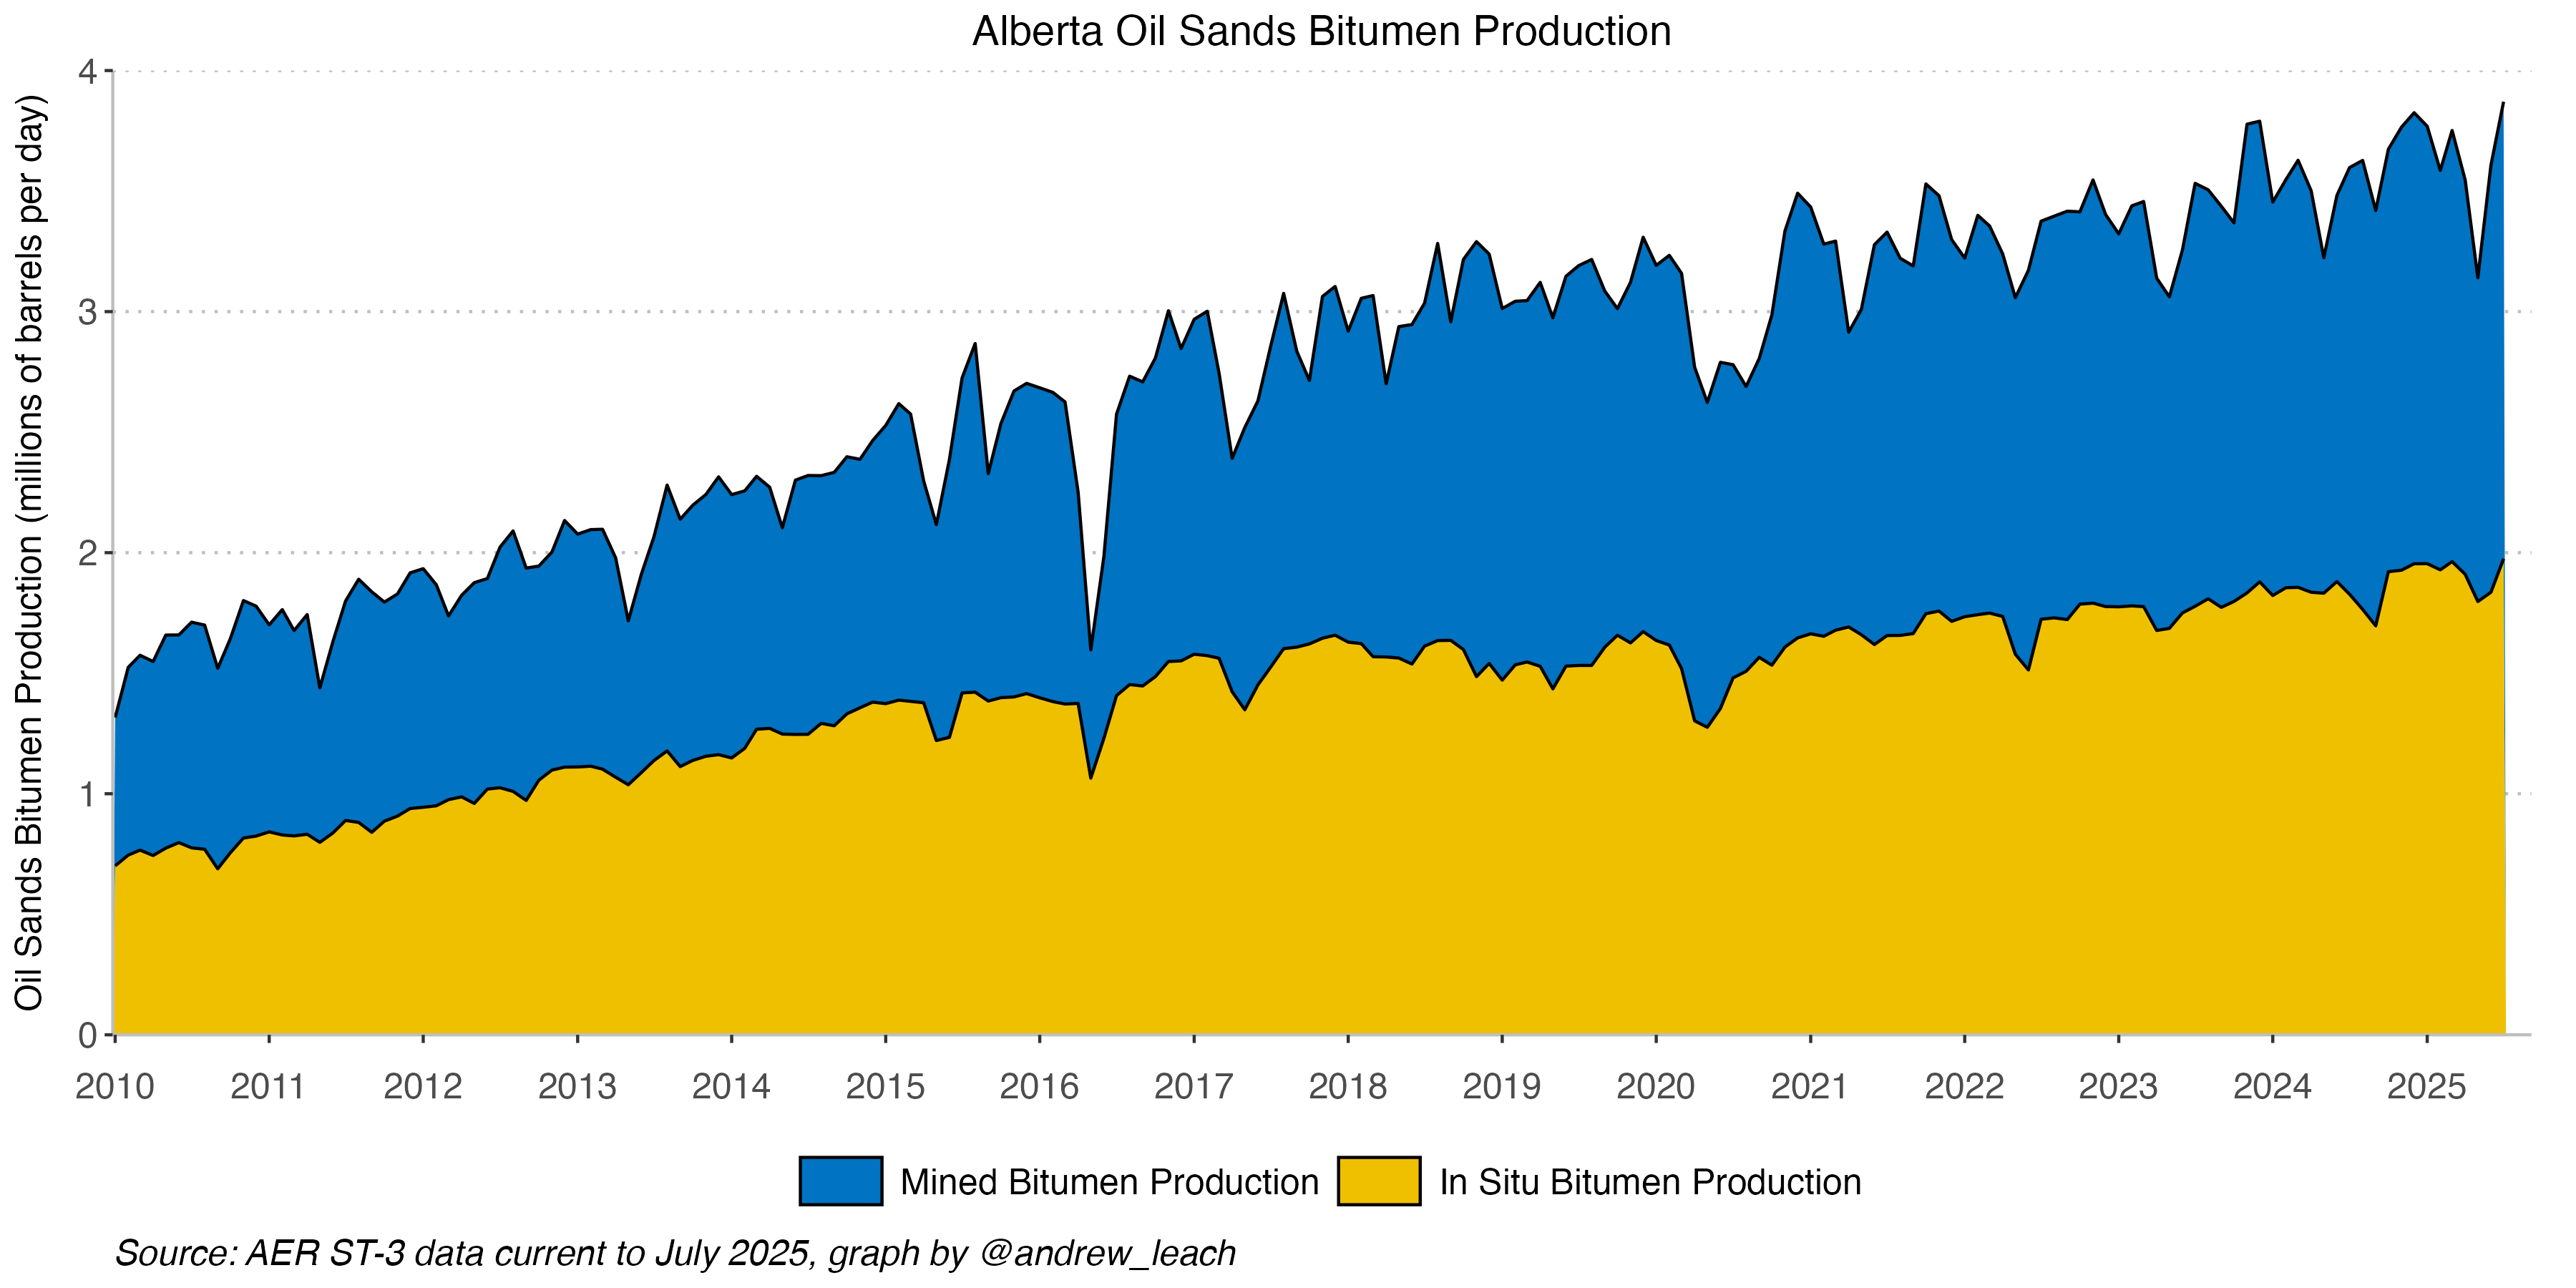 Alberta Oil Sands Bitumen Production
Oil Sands Bitumen Production (millions of barrels per day)
4
3
2
1
0
2010 2011 2012 2013 2014 2015 2016 2017 2018 2019 2020 2021 2022 2023 2024 2025
Mined Bitumen Production In Situ Bitumen Production
Source: AER ST-3 data current to July 2025, graph by @andrew_leach